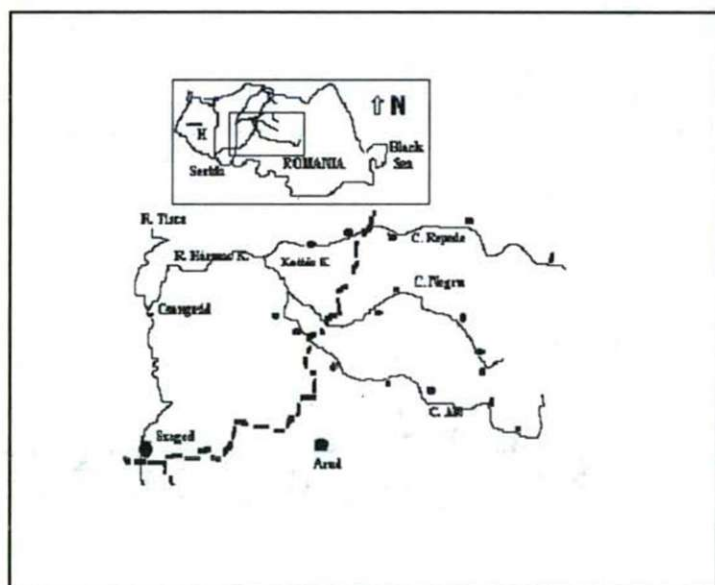 N
H
Black
Sea
ROMANIA
Serbia
R. Tisza
C. Repede
R. Hármas K.
Kettős K.
C. Negru
Csongrád
C. Alb
Szeged
Arad